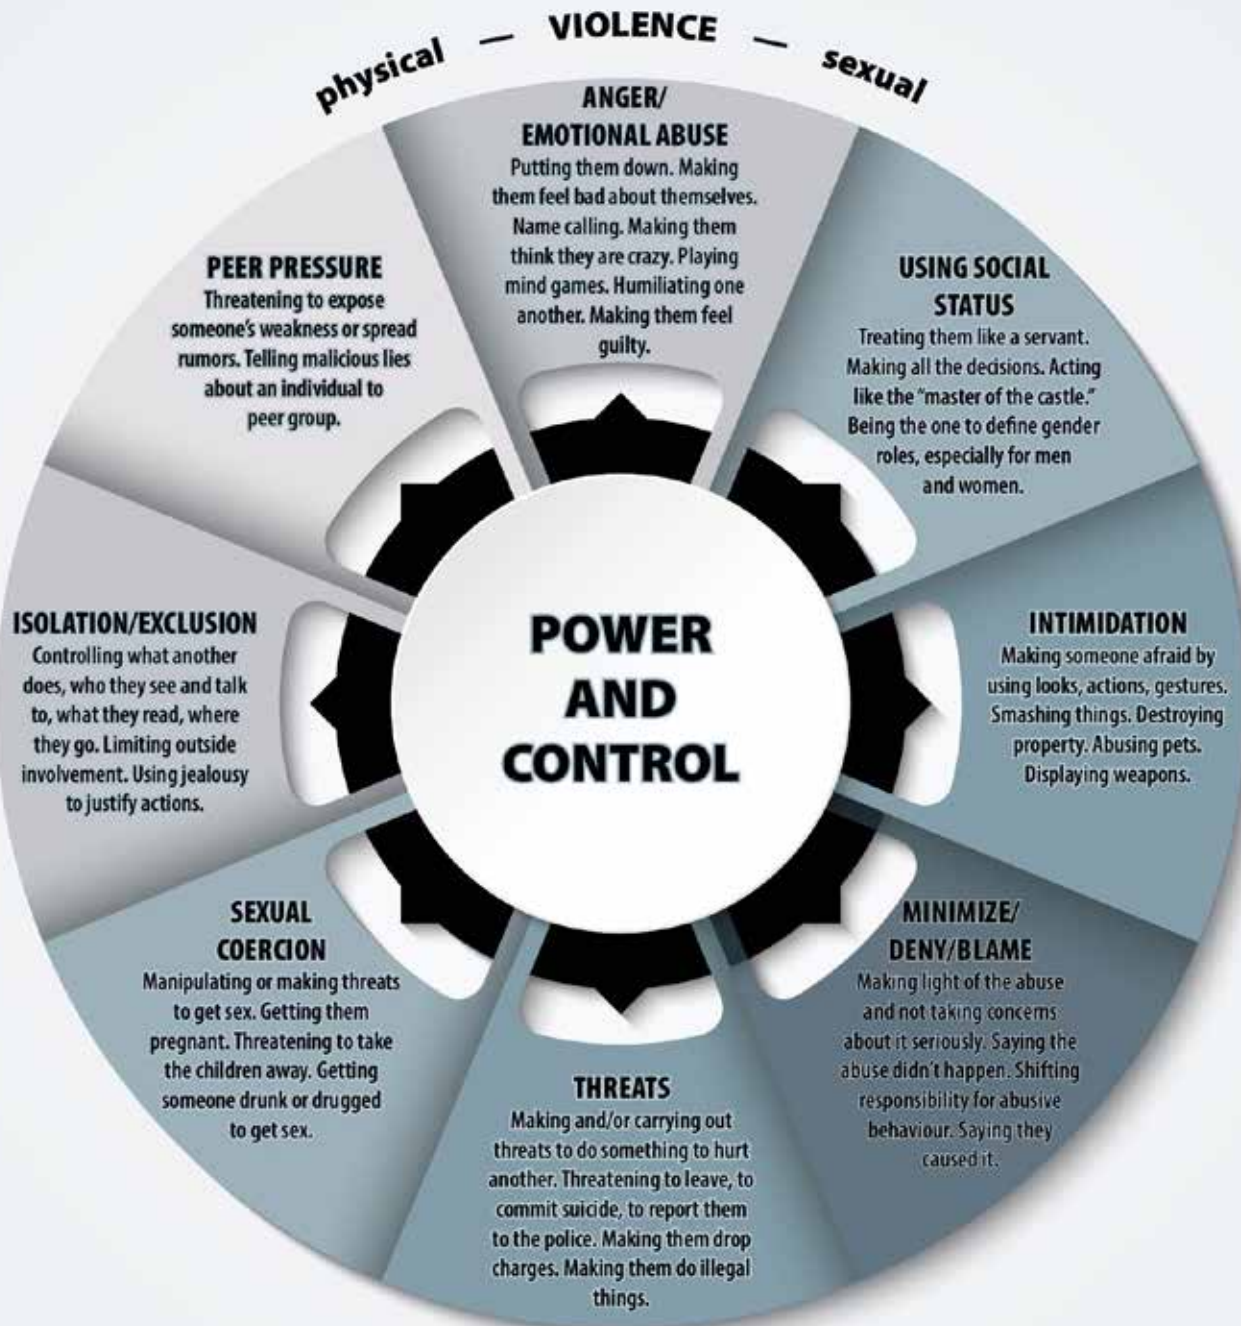 physical — VIOLENCE — sexual
ANGER/
EMOTIONAL ABUSE
Putting them down. Making
them feel bad about themselves.
Name calling. Making them
think they are crazy. Playing
mind games. Humiliating one
another. Making them feel
guilty.
USING SOCIAL
STATUS
Treating them like a servant.
Making all the decisions. Acting
like the “master of the castle.”
Being the one to define gender
roles, especially for men
and women.
INTIMIDATION
Making someone afraid by
using looks, actions, gestures.
Smashing things. Destroying
property. Abusing pets.
Displaying weapons.
MINIMIZE/
DENY/BLAME
Making light of the abuse
and not taking concerns
about it seriously. Saying the
abuse didn't happen. Shifting
responsibility for abusive
behaviour. Saying they
caused it.
THREATS
Making and/or carrying out
threats to do something to hurt
another. Threatening to leave, to
commit suicide, to report them
to the police. Making them drop
charges. Making them do illegal
things.
SEXUAL
COERCION
Manipulating or making threats
to get sex. Getting them
pregnant. Threatening to take
the children away. Getting
someone drunk or drugged
to get sex.
ISOLATION/EXCLUSION
Controlling what another
does, who they see and talk
to, what they read, where
they go. Limiting outside
involvement. Using jealousy
to justify actions.
PEER PRESSURE
Threatening to expose
someone's weakness or spread
rumors. Telling malicious lies
about an individual to
peer group.
POWER
AND
CONTROL